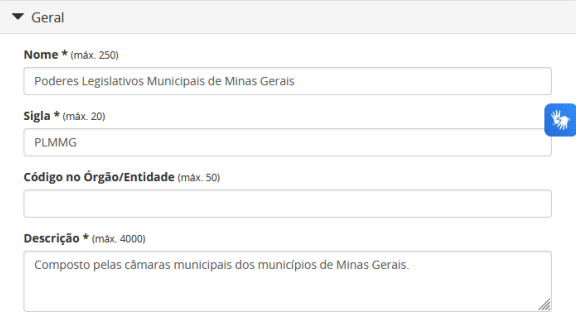 Geral
Nome * (máx. 250)
Poderes Legislativos Municipais de Minas Gerais
Sigla * (máx. 20)
PLMMG
Código no Órgão/Entidade (máx. 50)
Descrição * (máx. 4000)
Composto pelas câmaras municipais dos municípios de Minas Gerais.